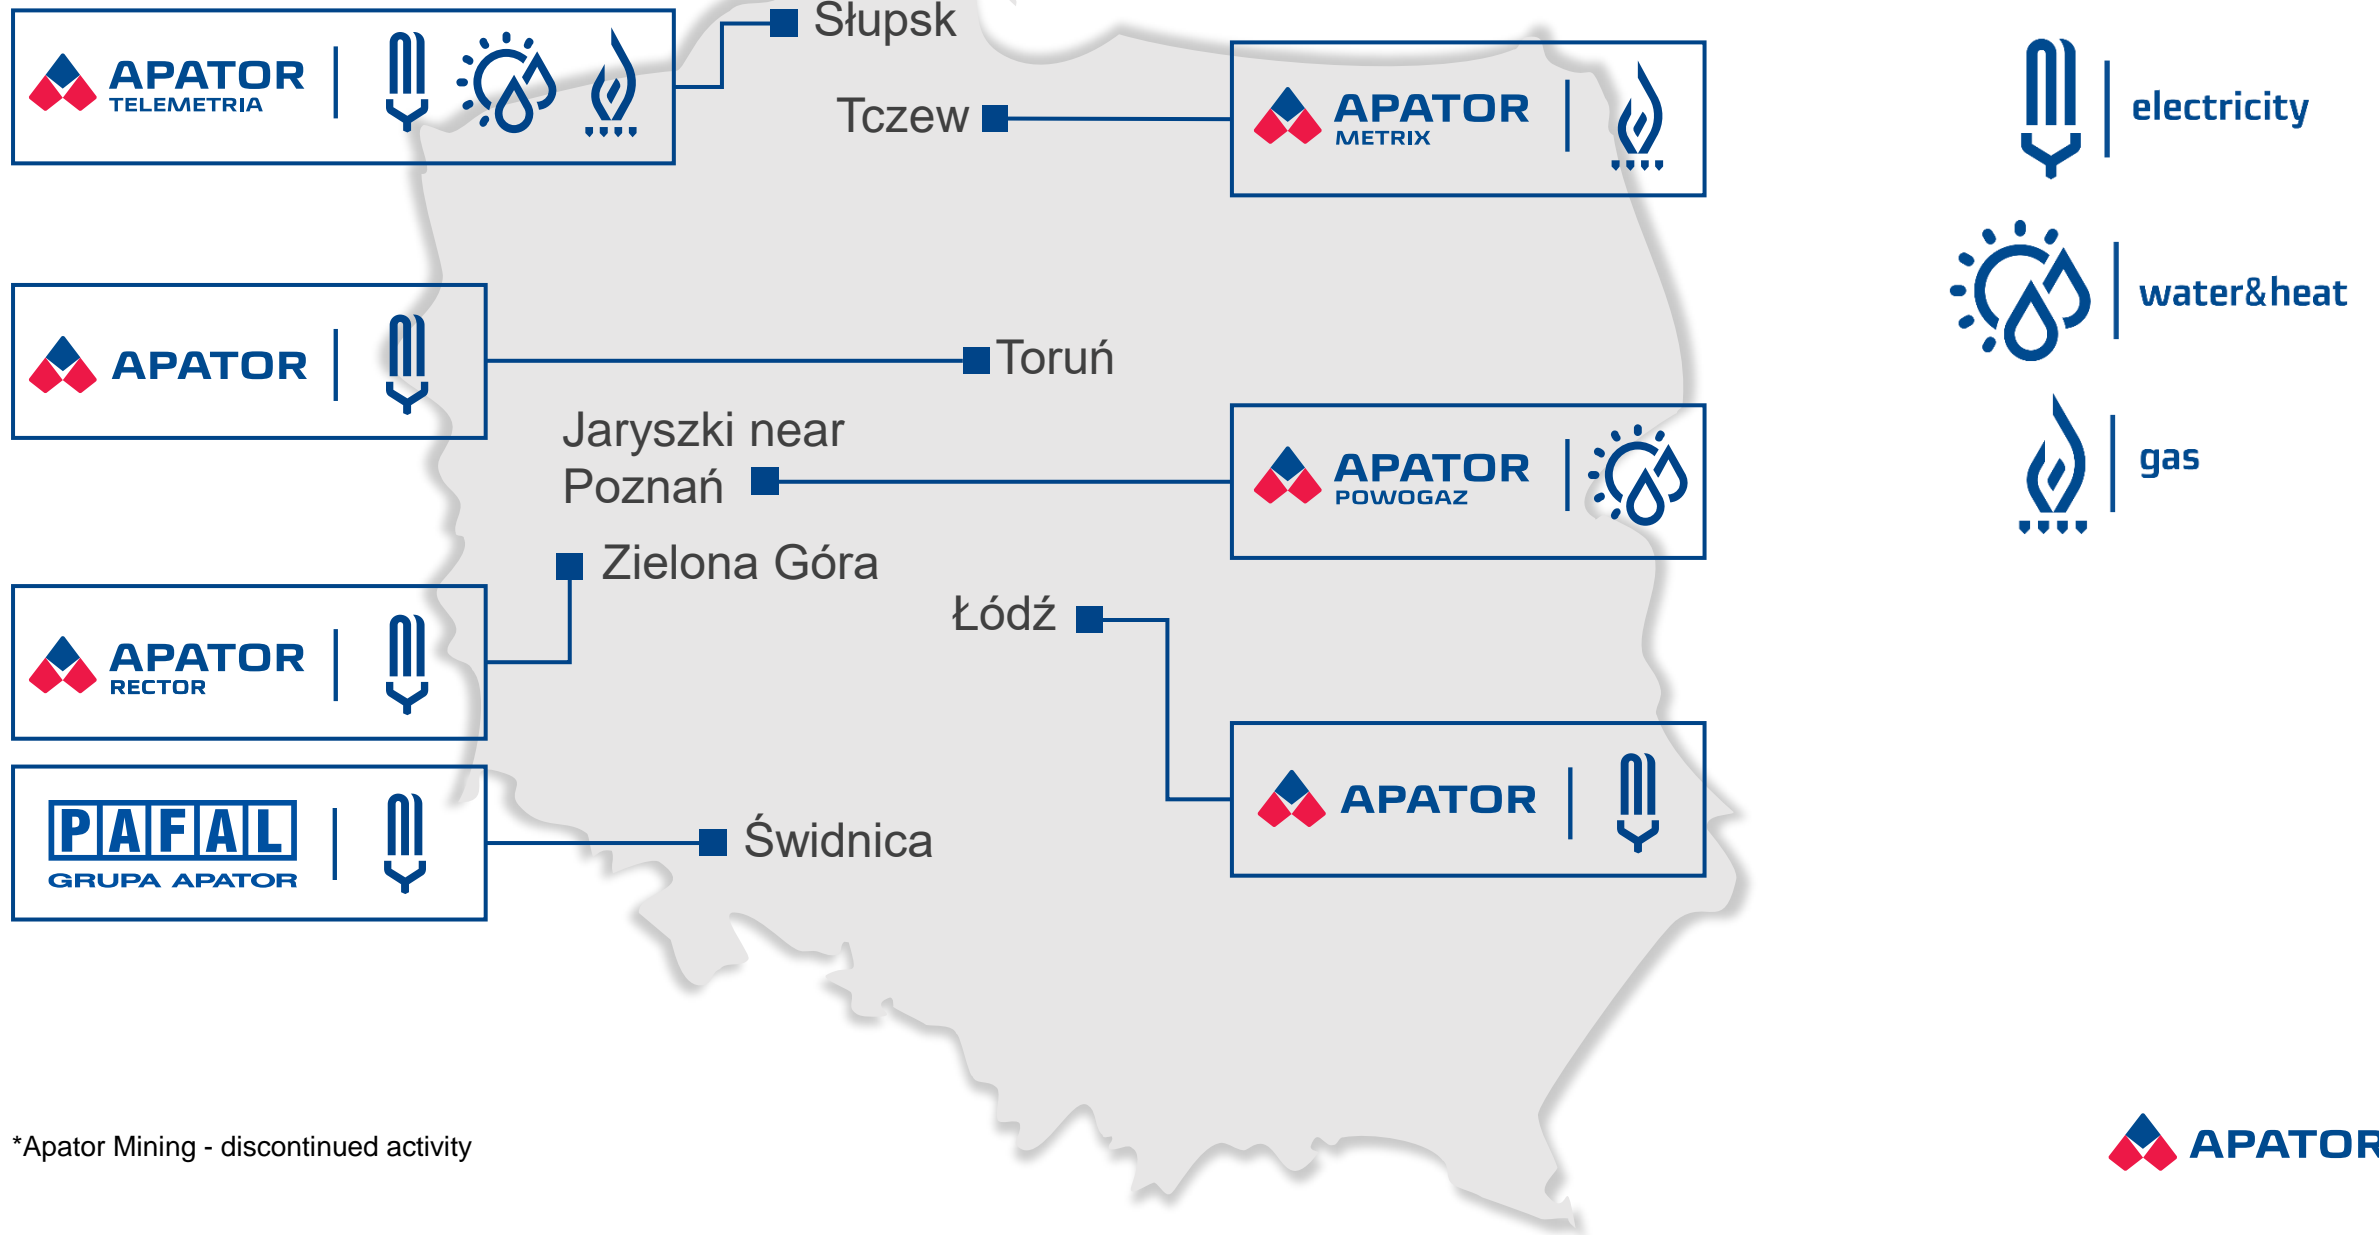 Słupsk
APATOR
TELEMETRIA
Tczew
APATOR
METRIX
electricity
water&heat
APATOR
Toruń
Jaryszki near
Poznań
APATOR
POWOGAZ
gas
Zielona Góra
Łódź
APATOR
RECTOR
APATOR
PAFAL
GRUPA APATOR
Świdnica
*Apator Mining - discontinued activity
APATOR